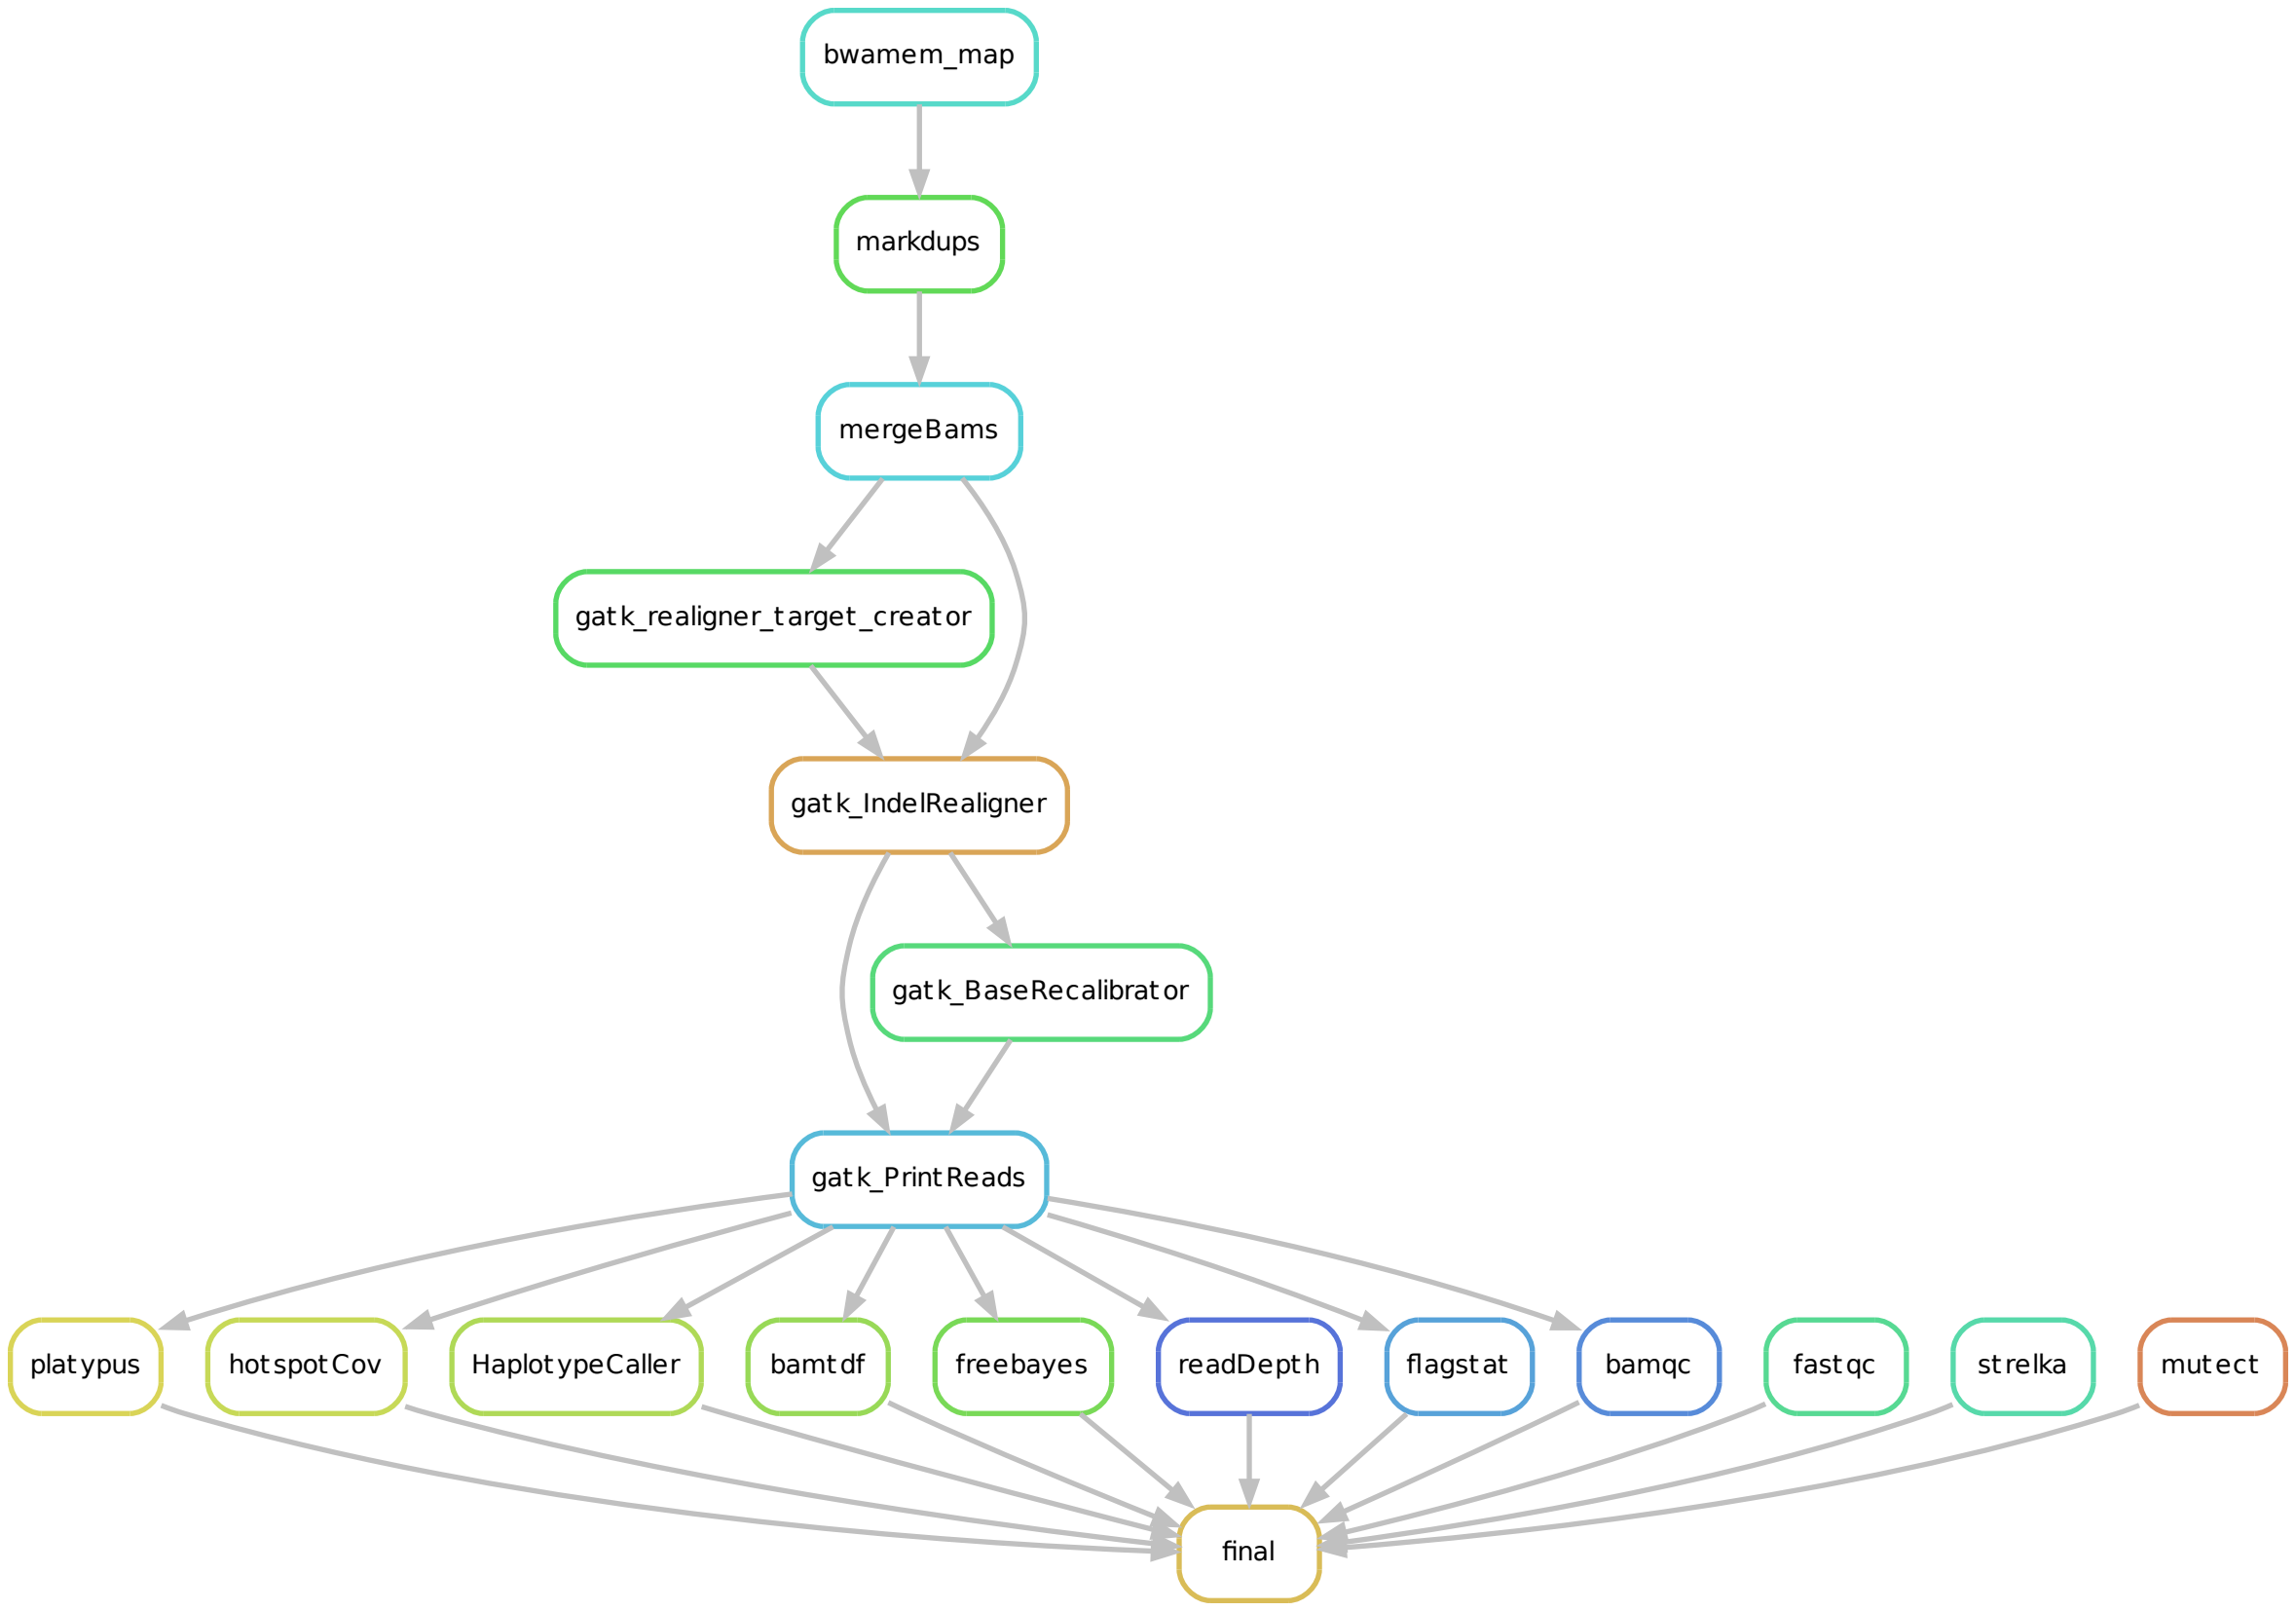 bwamem_map
markdups
mergeBams
gatk_realigner_target_creator
gatk_IndelRealigner
gatk_BaseRecalibrator
gatk_PrintReads
platypus
hotspotCov
HaplotypeCaller
bamtdf
freebayes
readDepth
flagstat
bamqc
fastqc
strelka
mutect
final